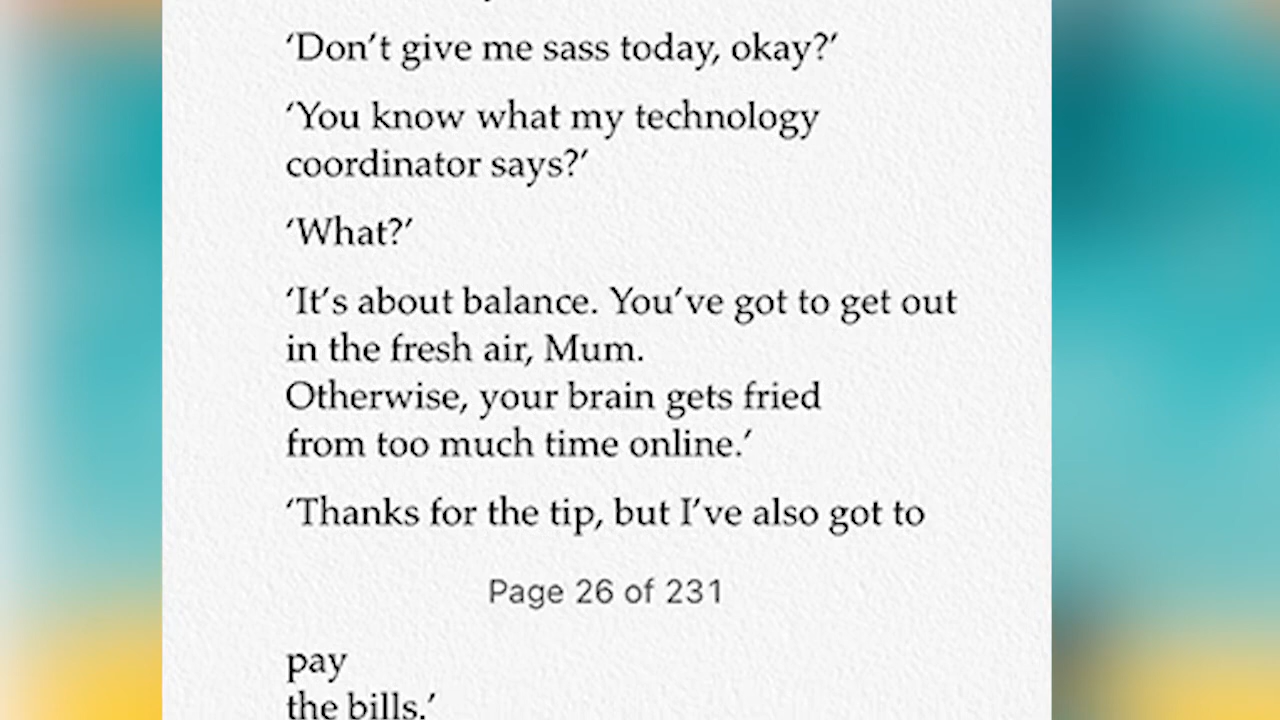 ‘Don’t give me sass today, okay?’
‘You know what my technology
coordinator says?’
‘What?’
‘It’s about balance. You’ve got to get out
in the fresh air, Mum.
Otherwise, your brain gets fried
from too much time online.’
‘Thanks for the tip, but I’ve also got to
Page 26 of 231
pay
the bills.’